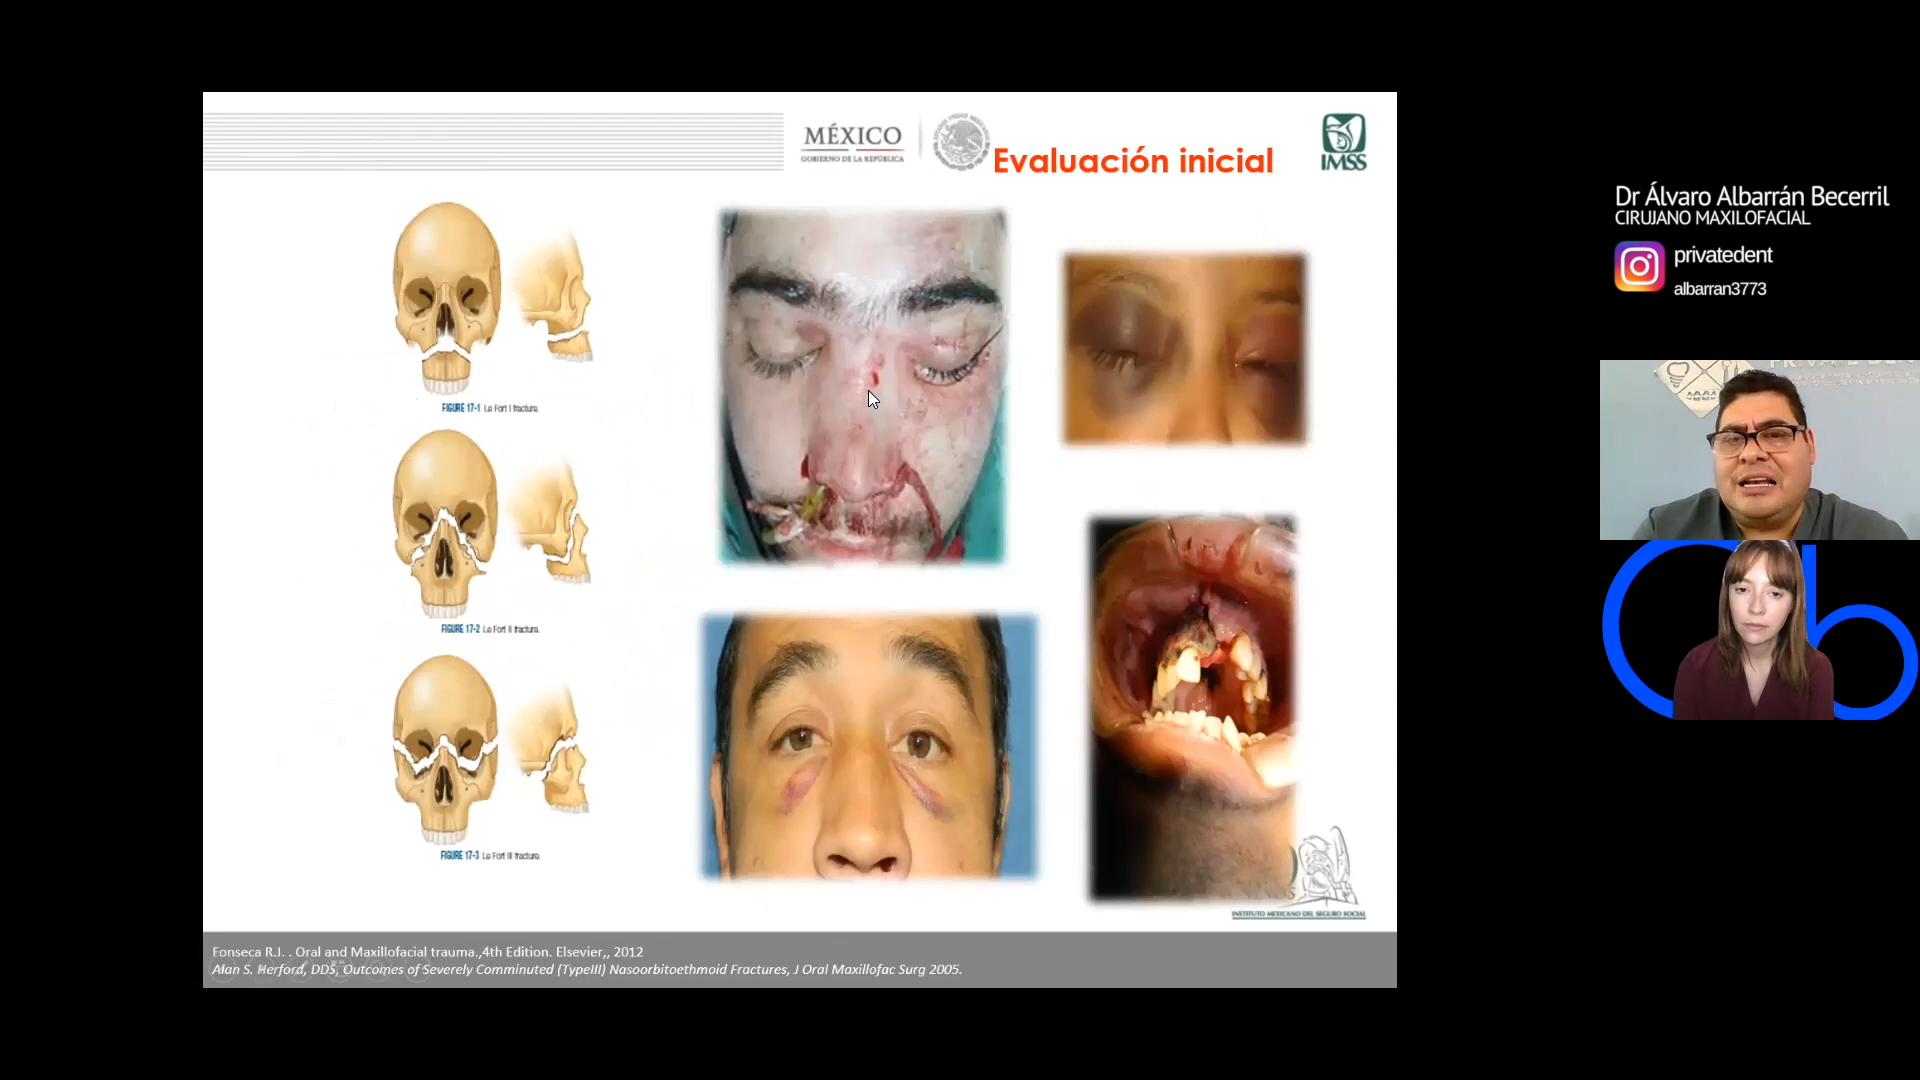 MÉXICO
GOBIERNO DE LA REPÚBLICA
Evaluación inicial
IMSS
FIGURE 17-1 Le Fort I fracture.
FIGURE 17-2 Le Fort II fracture.
FIGURE 17-3 Le Fort III fracture.
INSTITUTO MEXICANO DEL SEGURO SOCIAL
Fonseca R.J. . Oral and Maxillofacial trauma.,4th Edition. Elsevier,, 2012
Alan S. Herford, DDS, Outcomes of Severely Comminuted (TypeIII) Nasoorbitoethmoid Fractures, J Oral Maxillofac Surg 2005.
Dr Álvaro Albarrán Becerril
CIRUJANO MAXILOFACIAL
privatedent
albarran3773